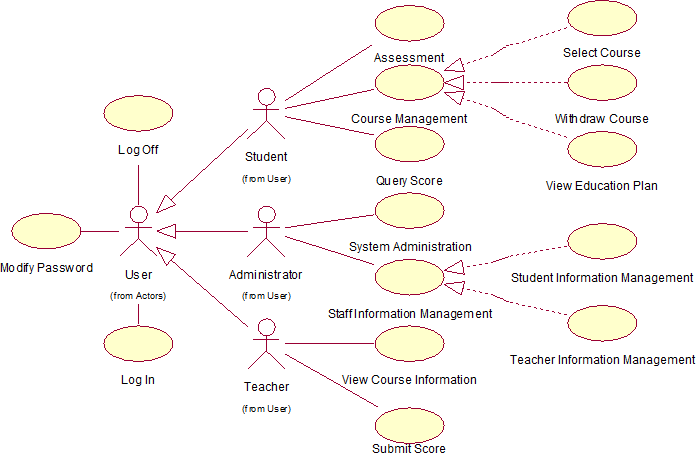 Assessment
Select Course
Course Management
Withdraw Course
Log Off
Student
(from User)
Query Score
View Education Plan
System Administration
Modify Password
User
(from Actors)
Administrator
(from User)
Student Information Management
Staff Information Management
Teacher Information Management
Log In
Teacher
(from User)
View Course Information
Submit Score